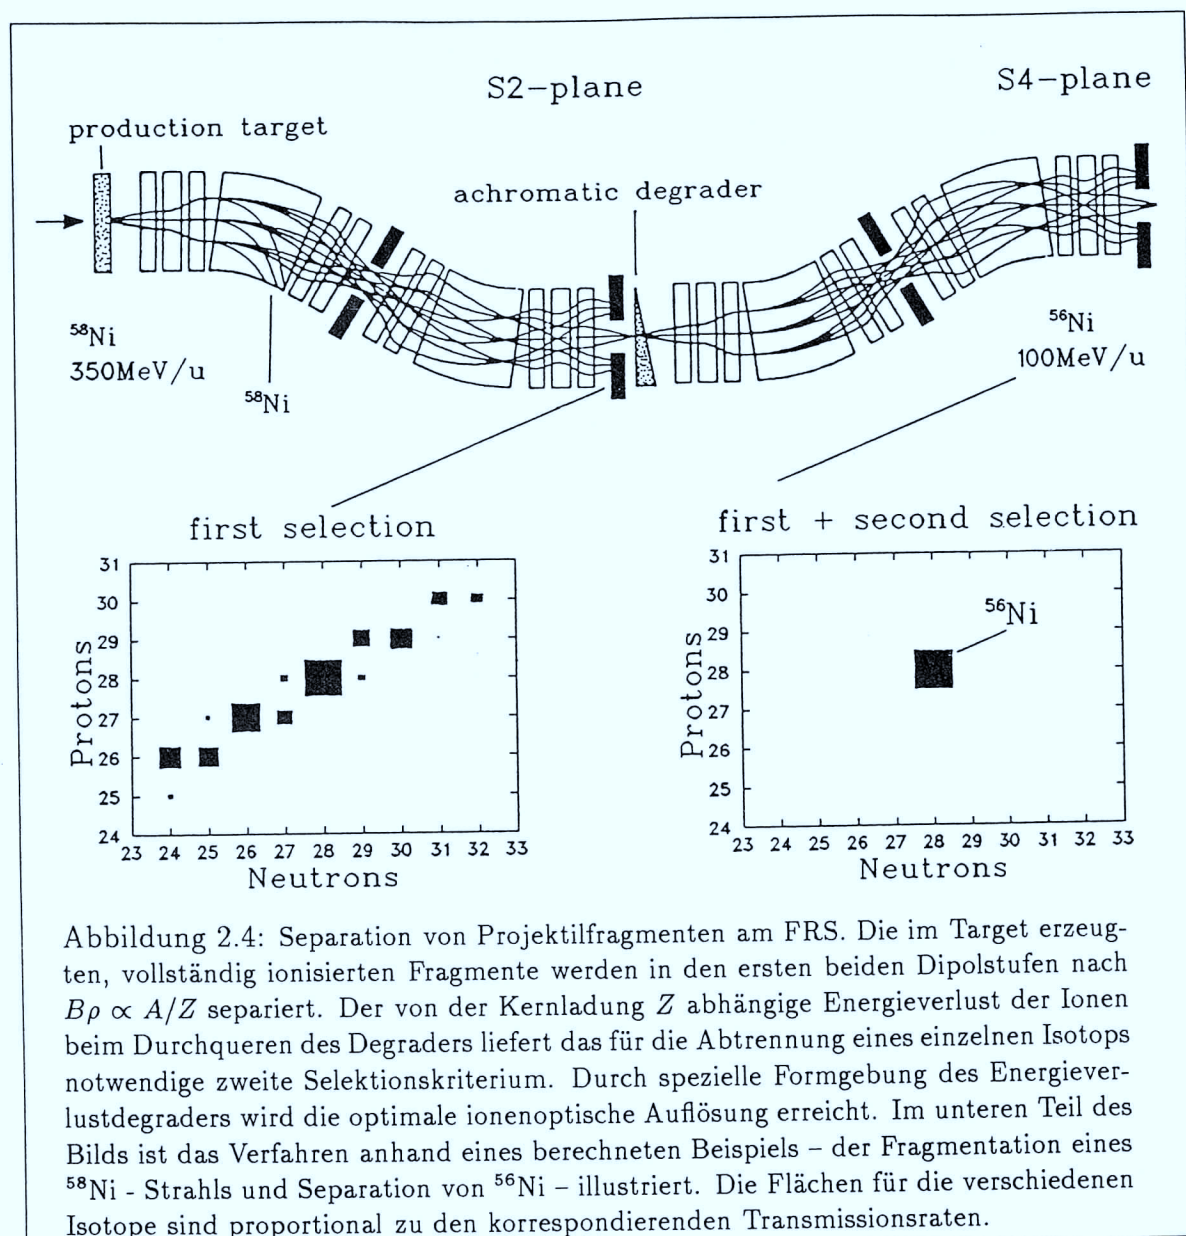 S2-plane
S4-plane
production target
achromatic degrader
⁵⁸Ni
350MeV/u
⁵⁸Ni
⁵⁶Ni
100MeV/u
first selection
first + second selection
31
30
29
28
27
26
25
24
Protons
23 24 25 26 27 28 29 30 31 32 33
Neutrons
31
30
29
28
27
26
25
24
Protons
⁵⁶Ni
23 24 25 26 27 28 29 30 31 32 33
Neutrons
Abbildung 2.4: Separation von Projektilfragmenten am FRS. Die im Target erzeug-
ten, vollständig ionisierten Fragmente werden in den ersten beiden Dipolstufen nach
Bρ ∝ A/Z separiert. Der von der Kernladung Z abhängige Energieverlust der Ionen
beim Durchqueren des Degraders liefert das für die Abtrennung eines einzelnen Isotops
notwendige zweite Selektionskriterium. Durch spezielle Formgebung des Energiever-
lustdegraders wird die optimale ionenoptische Auflösung erreicht. Im unteren Teil des
Bilds ist das Verfahren anhand eines berechneten Beispiels – der Fragmentation eines
⁵⁸Ni - Strahls und Separation von ⁵⁶Ni – illustriert. Die Flächen für die verschiedenen
Isotope sind proportional zu den korrespondierenden Transmissionsraten.